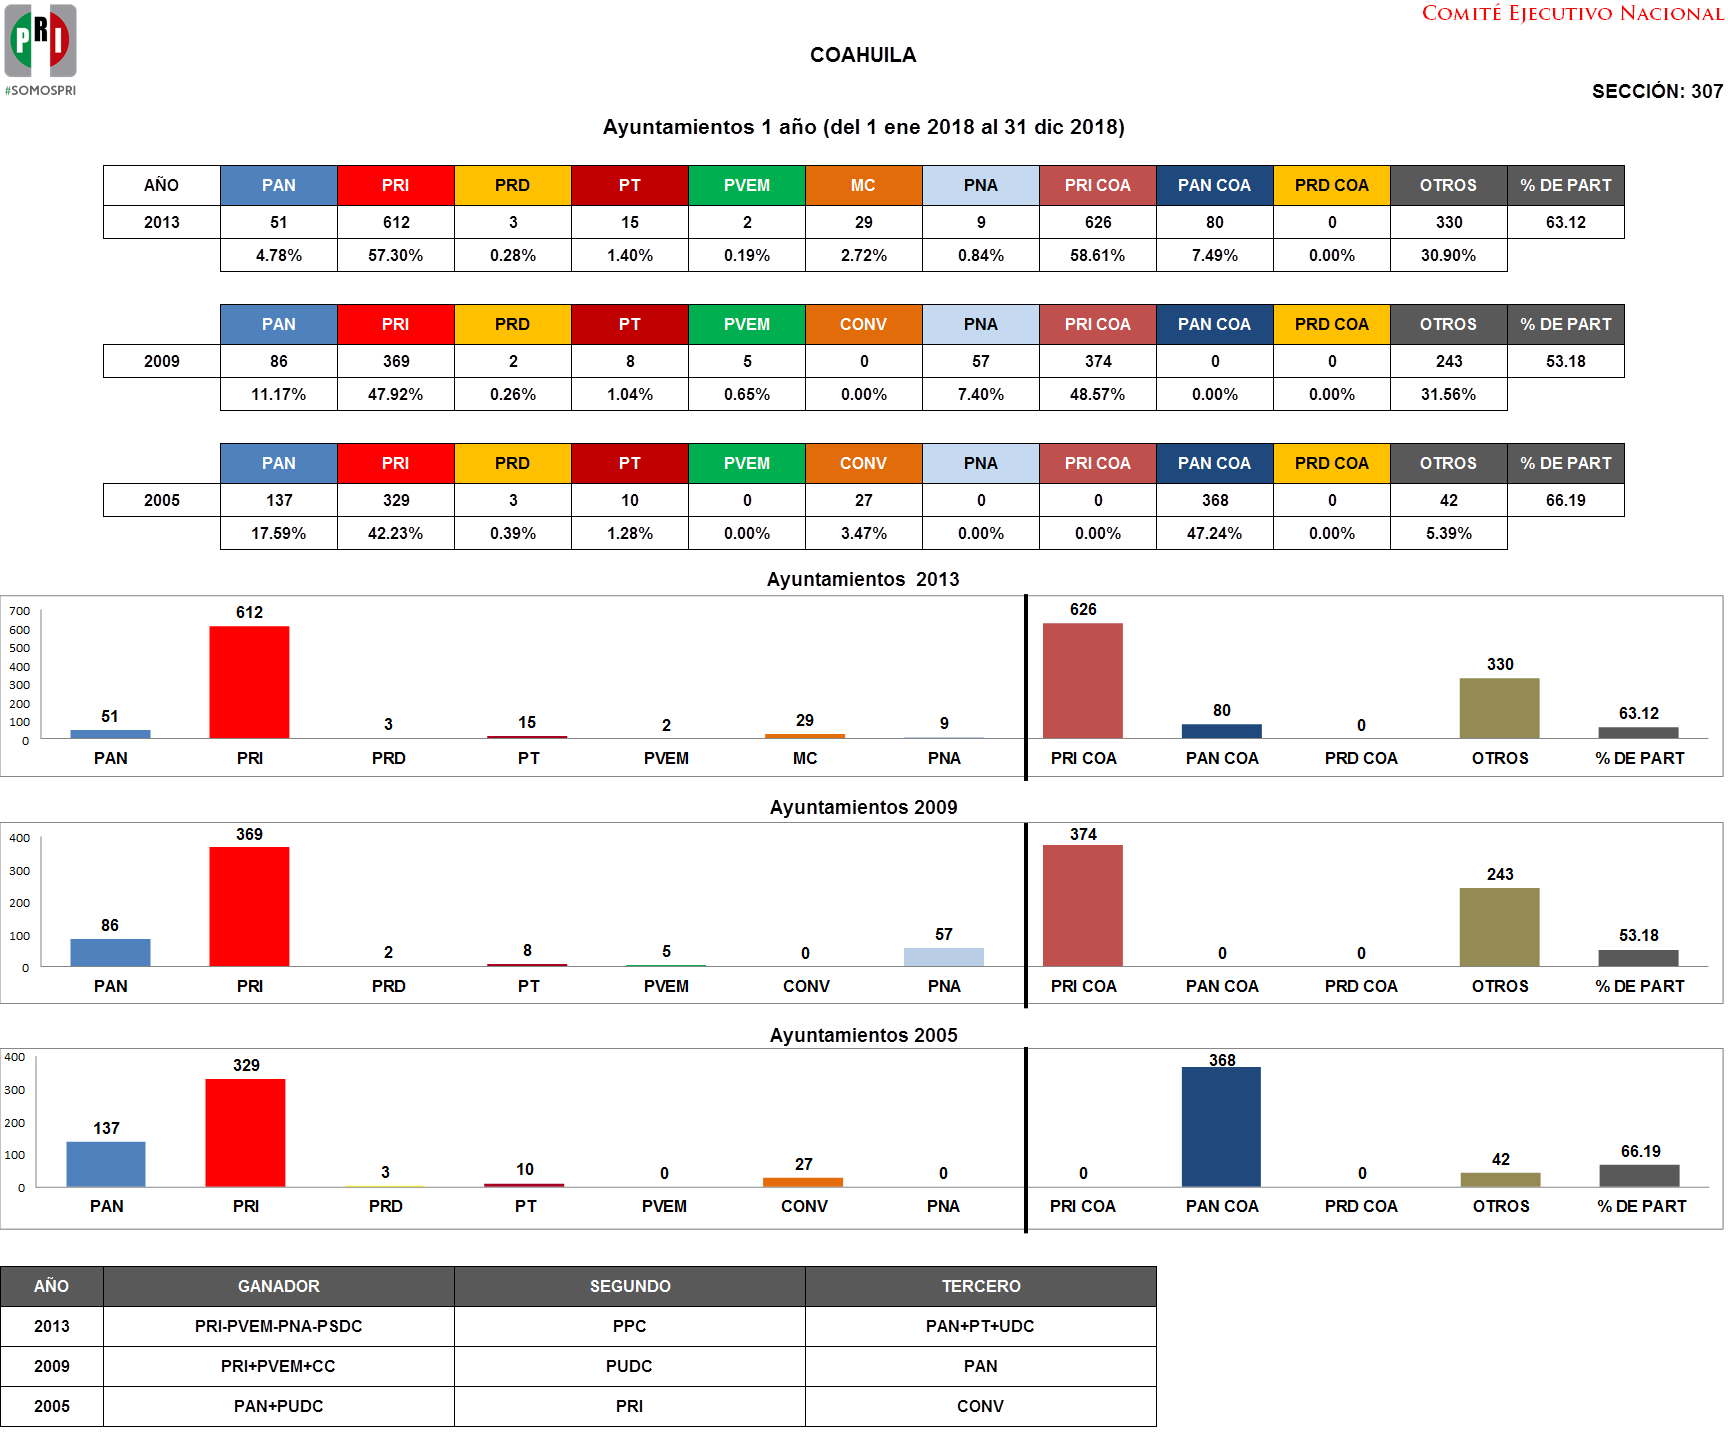 COMITÉ EJECUTIVO NACIONAL
PRI
#SOMOSPRI
COAHUILA
SECCIÓN: 307
Ayuntamientos 1 año (del 1 ene 2018 al 31 dic 2018)
AÑO PAN PRI PRD PT PVEM MC PNA PRI COA PAN COA PRD COA OTROS % DE PART
2013 51 612 3 15 2 29 9 626 80 0 330 63.12
4.78% 57.30% 0.28% 1.40% 0.19% 2.72% 0.84% 58.61% 7.49% 0.00% 30.90%
PAN PRI PRD PT PVEM CONV PNA PRI COA PAN COA PRD COA OTROS % DE PART
2009 86 369 2 8 5 0 57 374 0 0 243 53.18
11.17% 47.92% 0.26% 1.04% 0.65% 0.00% 7.40% 48.57% 0.00% 0.00% 31.56%
PAN PRI PRD PT PVEM CONV PNA PRI COA PAN COA PRD COA OTROS % DE PART
2005 137 329 3 10 0 27 0 0 368 0 42 66.19
17.59% 42.23% 0.39% 1.28% 0.00% 3.47% 0.00% 0.00% 47.24% 0.00% 5.39%
Ayuntamientos 2013
700
600
500
400
300
200
100
0
51 612 3 15 2 29 9 626 80 0 330 63.12
PAN PRI PRD PT PVEM MC PNA PRI COA PAN COA PRD COA OTROS % DE PART
Ayuntamientos 2009
400
300
200
100
0
86 369 2 8 5 0 57 374 0 0 243 53.18
PAN PRI PRD PT PVEM CONV PNA PRI COA PAN COA PRD COA OTROS % DE PART
Ayuntamientos 2005
400
300
200
100
0
137 329 3 10 0 27 0 0 368 0 42 66.19
PAN PRI PRD PT PVEM CONV PNA PRI COA PAN COA PRD COA OTROS % DE PART
AÑO GANADOR SEGUNDO TERCERO
2013 PRI-PVEM-PNA-PSDC PPC PAN+PT+UDC
2009 PRI+PVEM+CC PUDC PAN
2005 PAN+PUDC PRI CONV